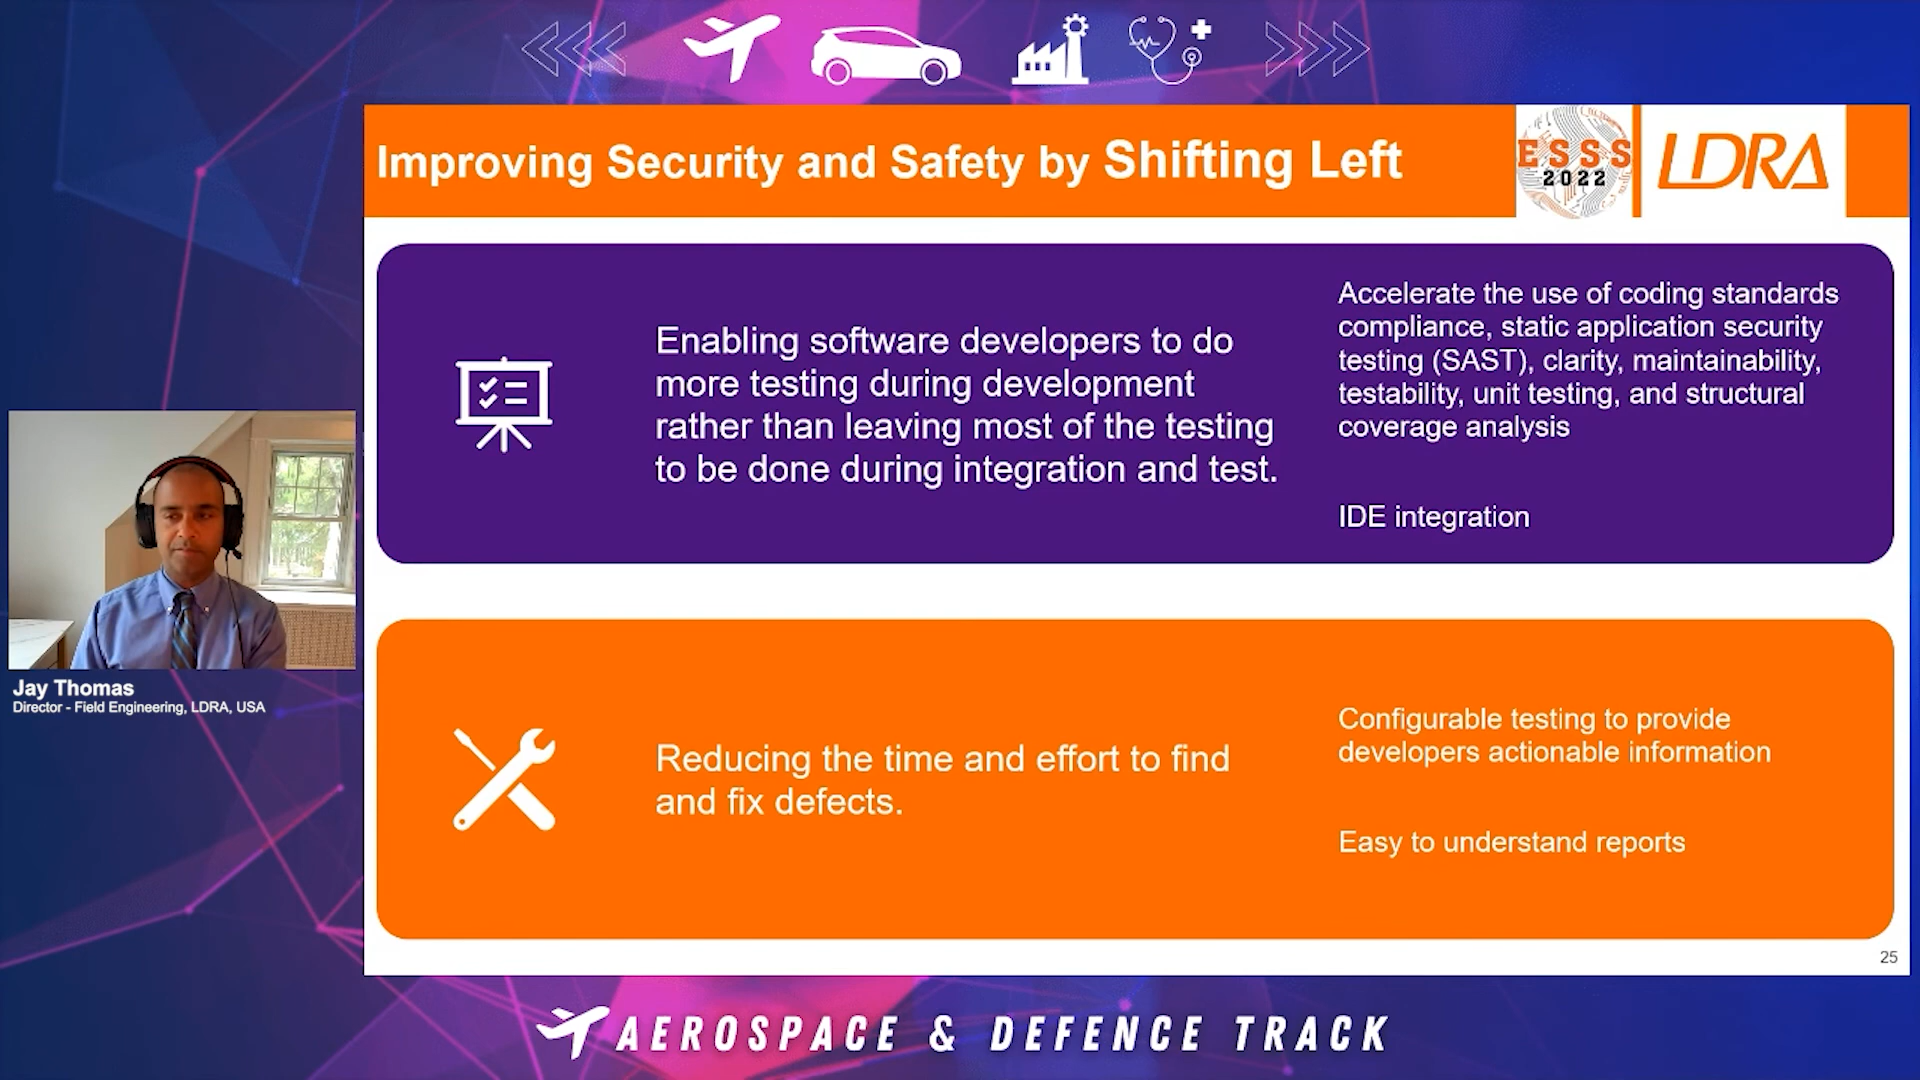 Improving Security and Safety by Shifting Left
ESSS
2022
LDRA
Enabling software developers to do
more testing during development
rather than leaving most of the testing
to be done during integration and test.
Accelerate the use of coding standards
compliance, static application security
testing (SAST), clarity, maintainability,
testability, unit testing, and structural
coverage analysis
IDE integration
Jay Thomas
Director - Field Engineering, LDRA, USA
Reducing the time and effort to find
and fix defects.
Configurable testing to provide
developers actionable information
Easy to understand reports
25
AEROSPACE & DEFENCE TRACK